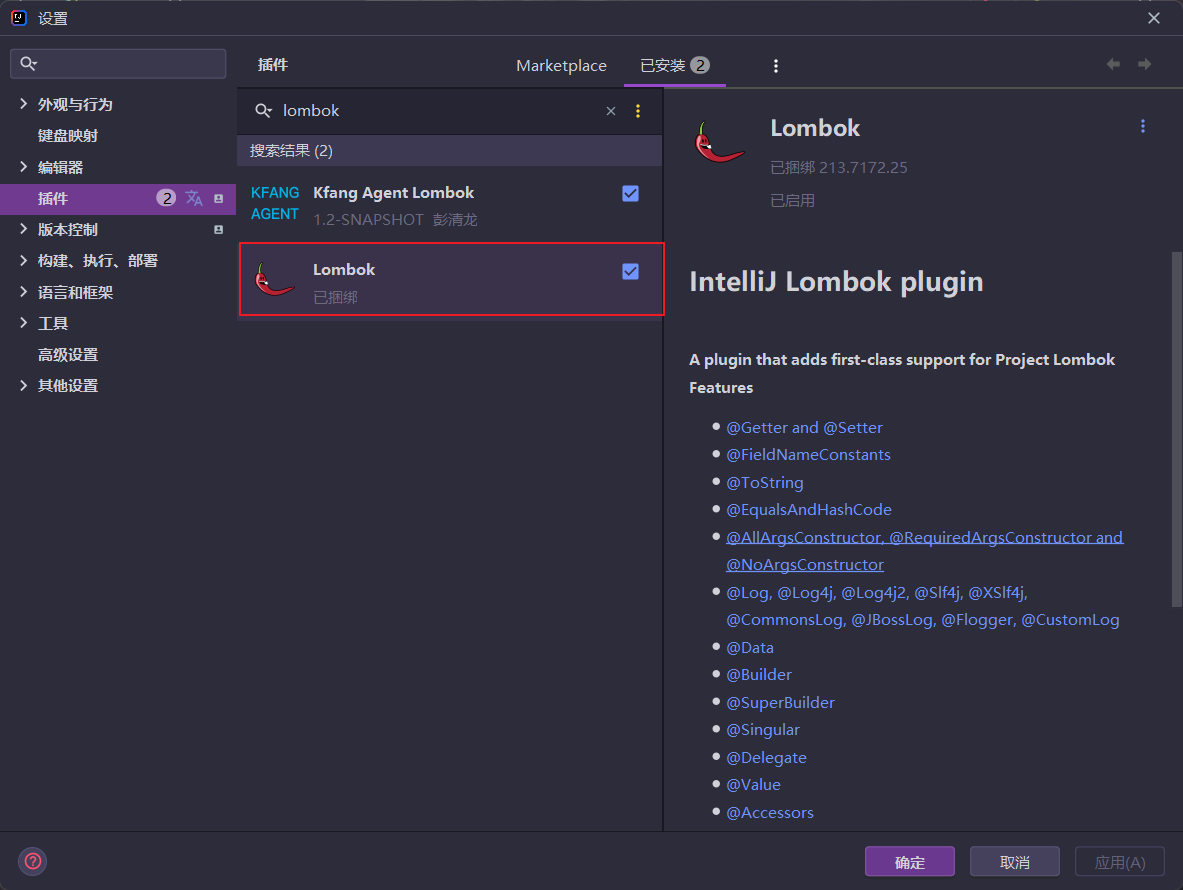 设置
插件
Marketplace
已安装 2
外观与行为
键盘映射
编辑器
插件 2
版本控制
构建、执行、部署
语言和框架
工具
高级设置
其他设置
lombok
搜索结果 (2)
KFANG
AGENT
Kfang Agent Lombok
1.2-SNAPSHOT 彭清龙
Lombok
已捆绑
Lombok
已捆绑 213.7172.25
已启用
IntelliJ Lombok plugin
A plugin that adds first-class support for Project Lombok
Features
@Getter and @Setter
@FieldNameConstants
@ToString
@EqualsAndHashCode
@AllArgsConstructor, @RequiredArgsConstructor and
@NoArgsConstructor
@Log, @Log4j, @Log4j2, @Slf4j, @XSlf4j,
@CommonsLog, @JBossLog, @Flogger, @CustomLog
@Data
@Builder
@SuperBuilder
@Singular
@Delegate
@Value
@Accessors
确定
取消
应用(A)